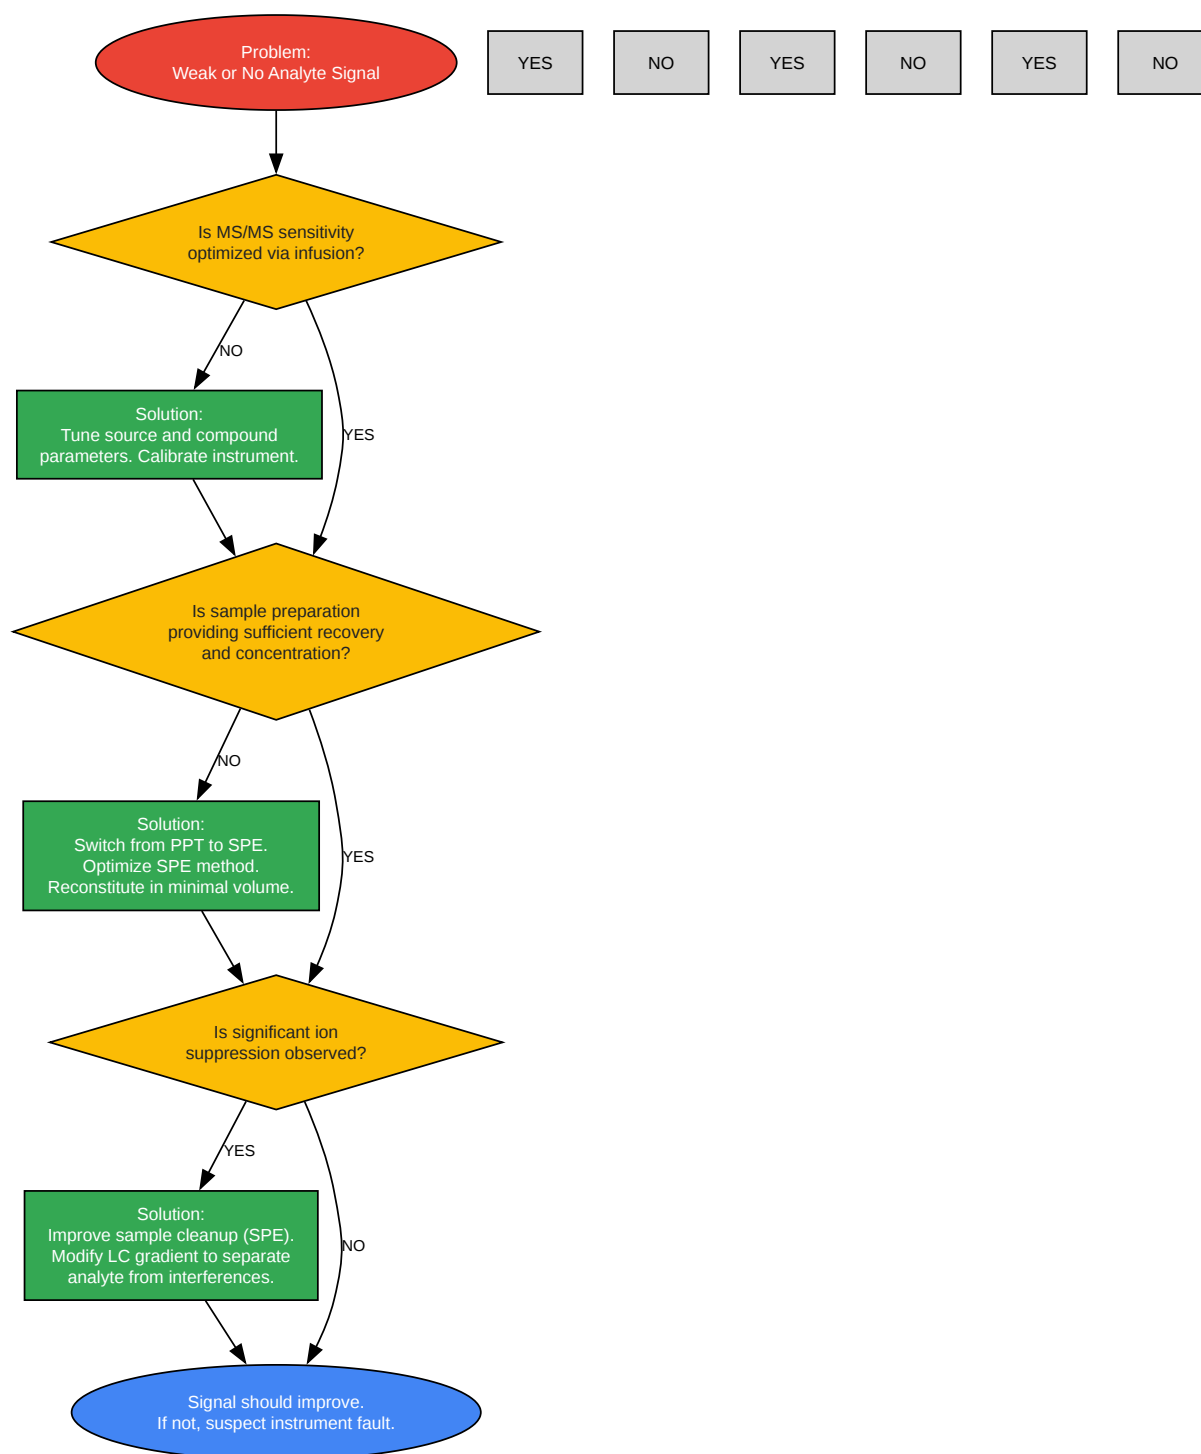 Problem:
Weak or No Analyte Signal
YES
NO
YES
NO
YES
NO
Is MS/MS sensitivity
optimized via infusion?
NO
Solution:
Tune source and compound
parameters. Calibrate instrument.
YES
Is sample preparation
providing sufficient recovery
and concentration?
NO
Solution:
Switch from PPT to SPE.
Optimize SPE method.
Reconstitute in minimal volume.
YES
Is significant ion
suppression observed?
YES
Solution:
Improve sample cleanup (SPE).
Modify LC gradient to separate
analyte from interferences.
NO
Signal should improve.
If not, suspect instrument fault.